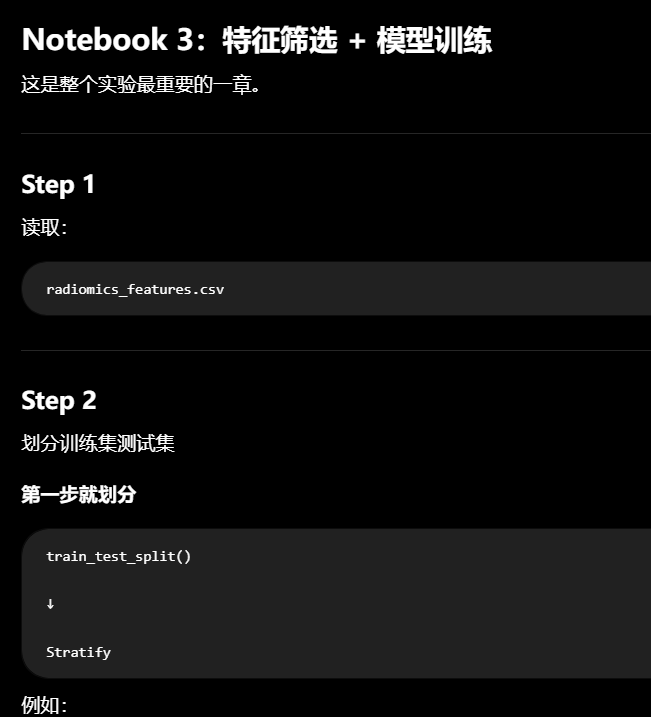 Notebook 3：特征筛选 + 模型训练
这是整个实验最重要的一章。
Step 1
读取：
radiomics_features.csv
Step 2
划分训练集测试集
第一步就划分
train_test_split()
↓
Stratify
例如：